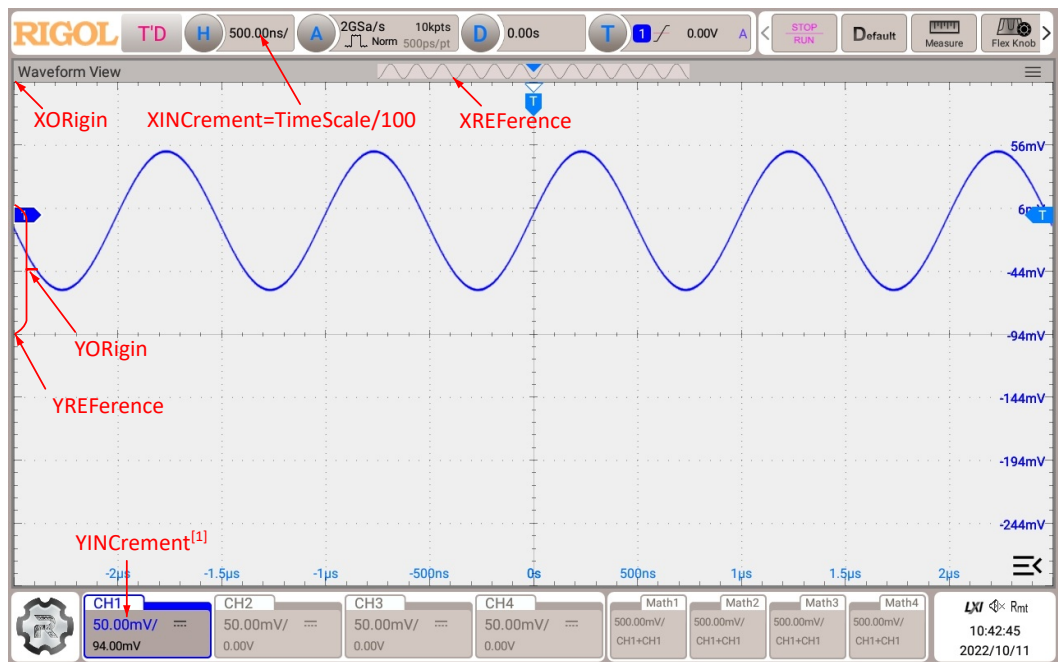 RIGOL T'D H 500.00ns/ A 2GSa/s 10kpts Norm 500ps/pt D 0.00s T 1 0.00V A < STOP RUN Default Measure Flex Knob >
Waveform View
T
XORigin XINCrement=TimeScale/100 XREFerence
56mV
T
-44mV
YORigin
-94mV
YREFerence
-144mV
-194mV
-244mV
YINCrement[1]
-2µs -1.5µs -1µs -500ns 0s 500ns 1µs 1.5µs 2µs
CH1 CH2 CH3 CH4 Math1 Math2 Math3 Math4 LXI Rmt
50.00mV/ 50.00mV/ 50.00mV/ 50.00mV/ 500.00mV/ 500.00mV/ 500.00mV/ 500.00mV/ 10:42:45
94.00mV 0.00V 0.00V 0.00V CH1+CH1 CH1+CH1 CH1+CH1 CH1+CH1 2022/10/11